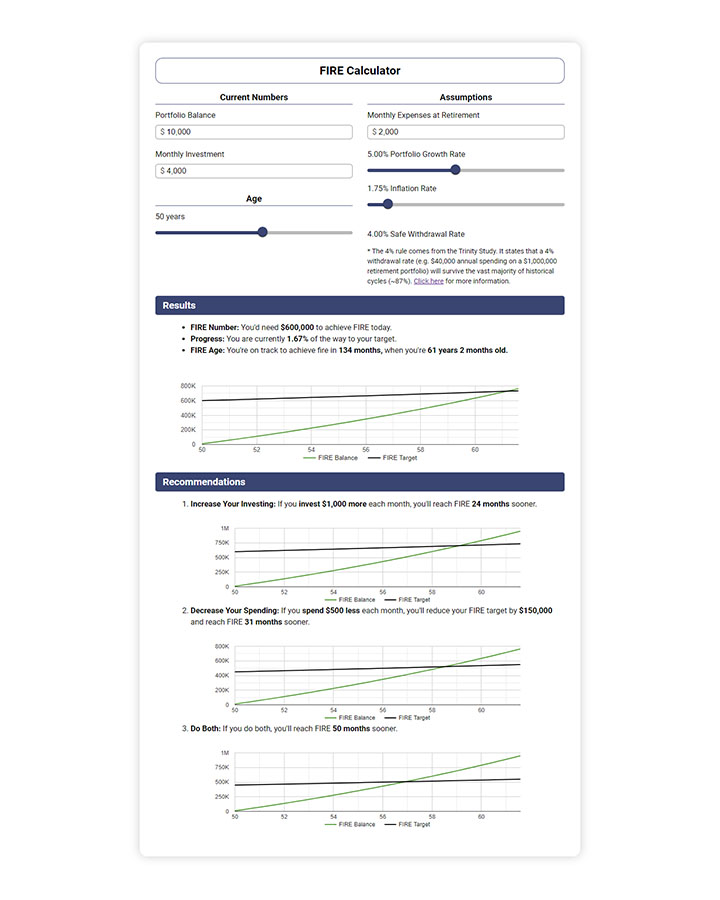 FIRE Calculator
Current Numbers
Portfolio Balance
$ 10,000
Monthly Investment
$ 4,000
Age
50 years
Assumptions
Monthly Expenses at Retirement
$ 2,000
5.00% Portfolio Growth Rate
1.75% Inflation Rate
4.00% Safe Withdrawal Rate
* The 4% rule comes from the Trinity Study. It states that a 4%
withdrawal rate (e.g. $40,000 annual spending on a $1,000,000
retirement portfolio) will survive the vast majority of historical
cycles (~87%). Click here for more information.
Results
• FIRE Number: You'd need $600,000 to achieve FIRE today.
• Progress: You are currently 1.67% of the way to your target.
• FIRE Age: You're on track to achieve fire in 134 months, when you're 61 years 2 months old.
800K
600K
400K
200K
0
50 52 54 56 58 60
FIRE Balance FIRE Target
Recommendations
1. Increase Your Investing: If you invest $1,000 more each month, you'll reach FIRE 24 months sooner.
1M
750K
500K
250K
0
50 52 54 56 58 60
FIRE Balance FIRE Target
2. Decrease Your Spending: If you spend $500 less each month, you'll reduce your FIRE target by $150,000
and reach FIRE 31 months sooner.
800K
600K
400K
200K
0
50 52 54 56 58 60
FIRE Balance FIRE Target
3. Do Both: If you do both, you'll reach FIRE 50 months sooner.
1M
750K
500K
250K
0
50 52 54 56 58 60
FIRE Balance FIRE Target